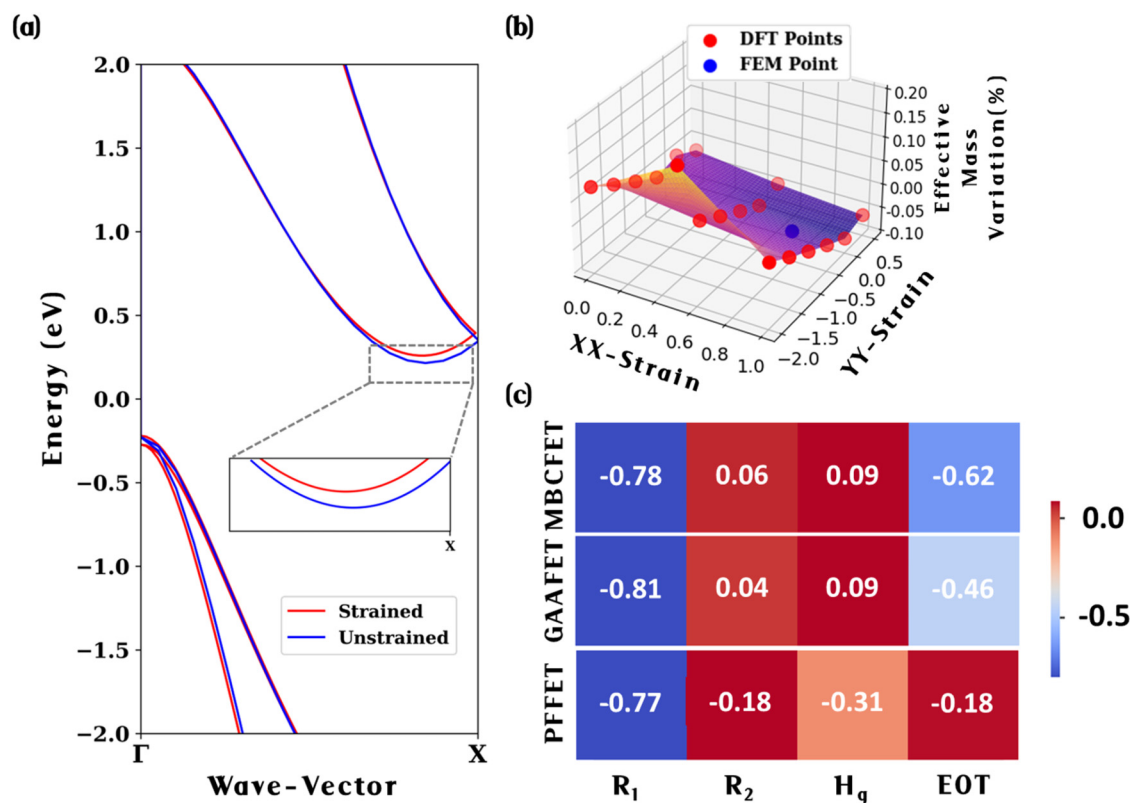 (a)
2.0
1.5
1.0
0.5
0.0
−0.5
−1.0
−1.5
−2.0
Energy (eV)
X
Strained
Unstrained
Γ
X
Wave-Vector
(b)
DFT Points
FEM Point
0.20
0.15
0.10
0.05
0.00
−0.05
−0.10
Effective
Mass
Variation(%)
0.0
0.2
0.4
0.6
0.8
1.0
XX-Strain
0.5
0.0
−0.5
−1.0
−1.5
−2.0
YY-Strain
(c)
MBCFET
-0.78 0.06 0.09 -0.62
GAAFET
-0.81 0.04 0.09 -0.46
PFFET
-0.77 -0.18 -0.31 -0.18
R₁ R₂ Hq EOT
0.0
-0.5